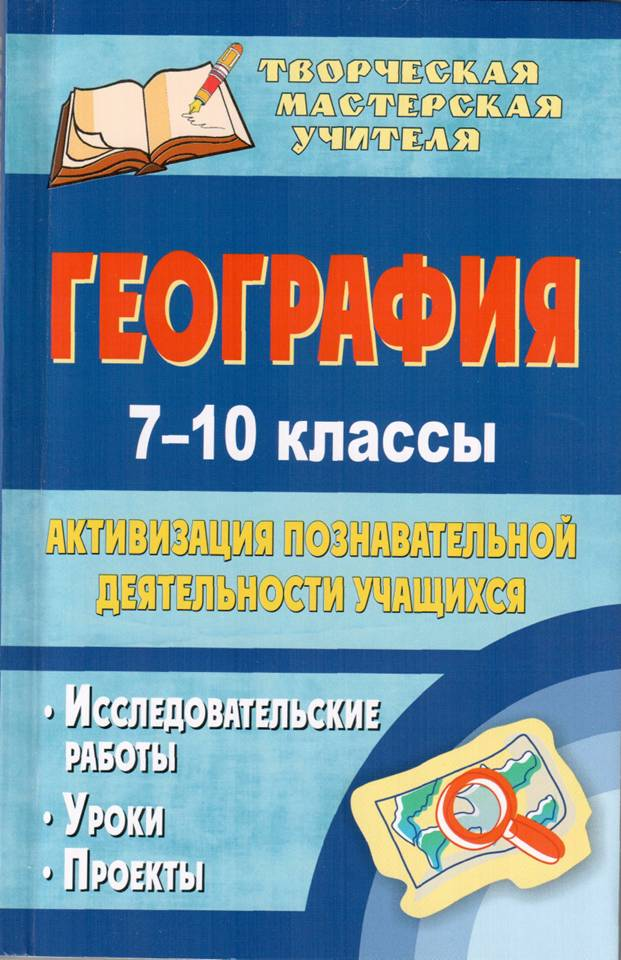 ТВОРЧЕСКАЯ
МАСТЕРСКАЯ
УЧИТЕЛЯ
ГЕОГРАФИЯ
7–10 классы
АКТИВИЗАЦИЯ ПОЗНАВАТЕЛЬНОЙ
ДЕЯТЕЛЬНОСТИ УЧАЩИХСЯ
• ИССЛЕДОВАТЕЛЬСКИЕ
РАБОТЫ
• УРОКИ
• ПРОЕКТЫ